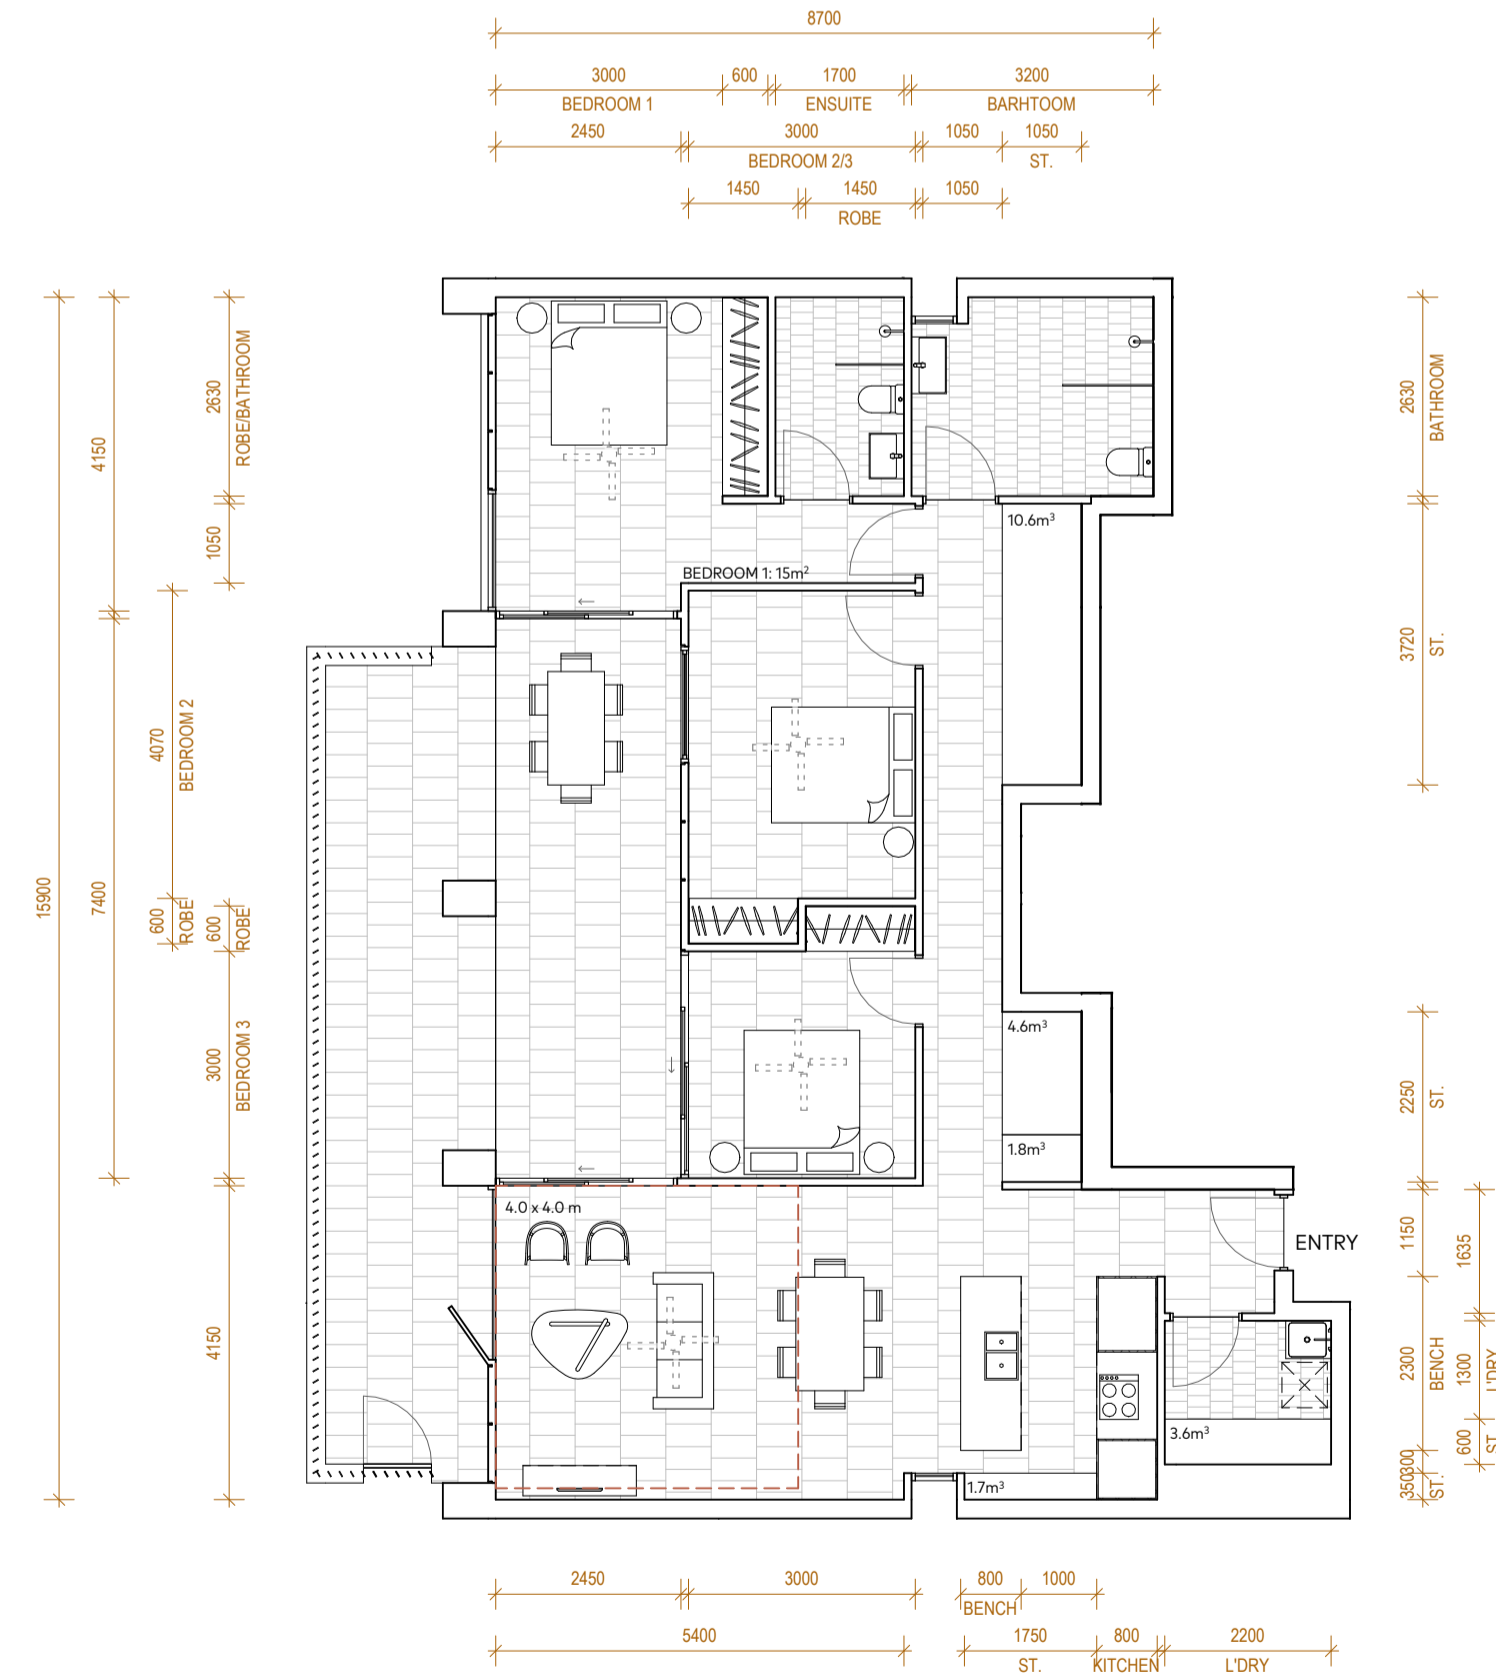 8700
3000 600 1700 3200
BEDROOM 1 ENSUITE BARHTOOM
2450 3000 1050 1050
BEDROOM 2/3 ST.
1450 1450 1050
ROBE
15900
4150
7400
4070 BEDROOM 2
600 ROBE
2630 ROBE/BATHROOM
1050
600 ROBE
3000 BEDROOM 3
4150
10.6m³
BEDROOM 1: 15m²
4.6m³
1.8m³
4.0 x 4.0 m
ENTRY
3.6m³
1.7m³
2630 BATHROOM
3720 ST.
2250 ST.
1150
2300 BENCH
300
350 ST.
1635
1300 L'DRY
600 ST.
2450 3000 800 1000
BENCH
5400 1750 800 2200
ST. KITCHEN L'DRY